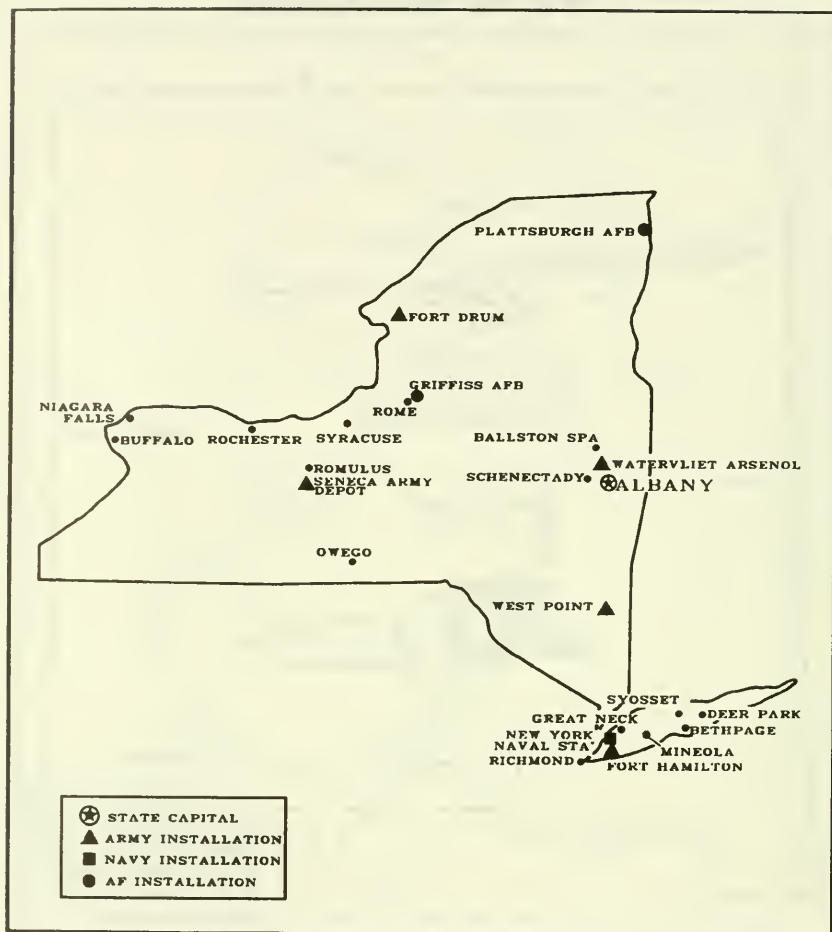 PLATTSBURGH AFB
FORT DRUM
GRIFFISS AFB
ROME
NIAGARA
FALLS
BUFFALO
ROCHESTER
SYRACUSE
BALLSTON SPA
WATERVLIET ARSENOL
ROMULUS
SENECA ARMY
DEPOT
SCHENECTADY
ALBANY
OWEGO
WEST POINT
SYOSSET
GREAT NECK
DEER PARK
NEW YORK
BETHPAGE
NAVAL STA
MINEOLA
RICHMOND
FORT HAMILTON
STATE CAPITAL
ARMY INSTALLATION
NAVY INSTALLATION
AF INSTALLATION